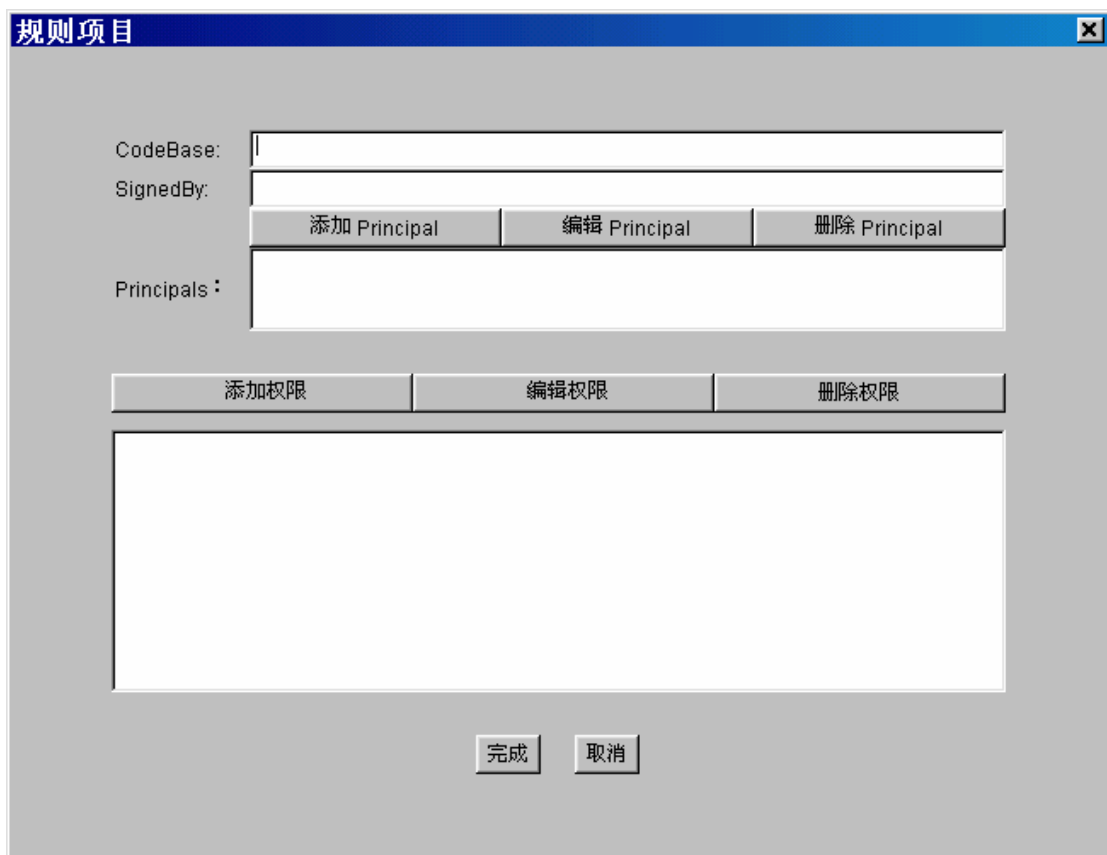 规则项目
CodeBase:
SignedBy:
添加 Principal 编辑 Principal 删除 Principal
Principals：
添加权限 编辑权限 删除权限
完成 取消